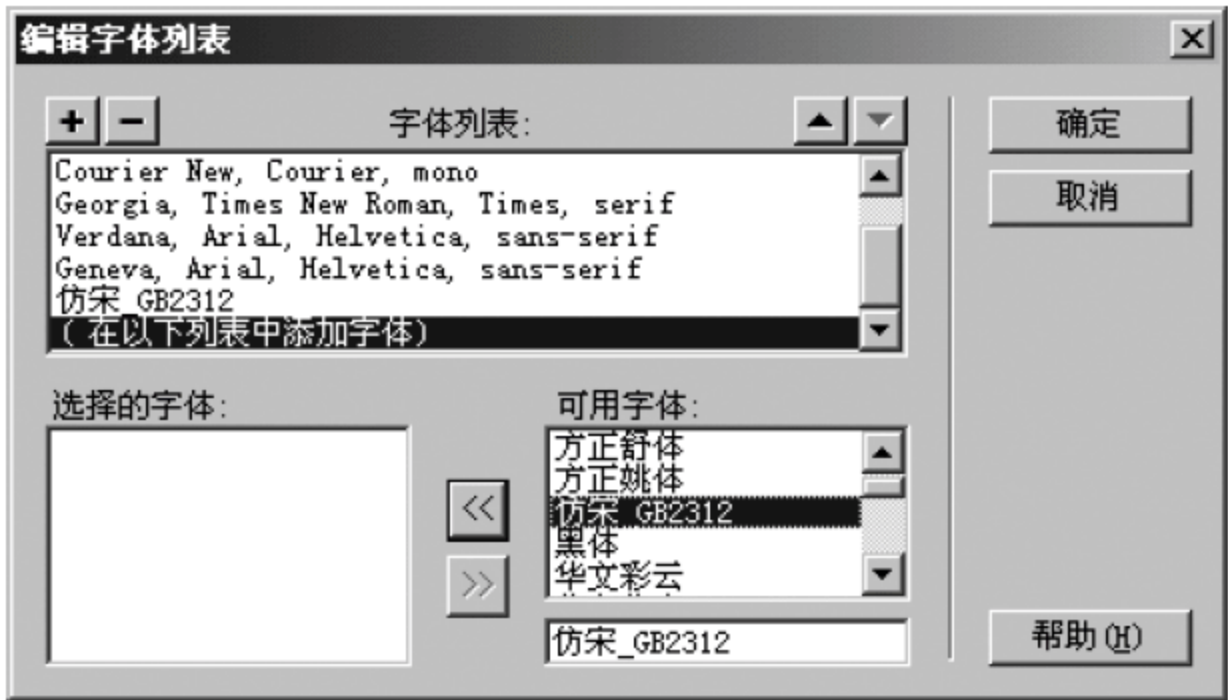 编辑字体列表
字体列表:
Courier New, Courier, mono
Georgia, Times New Roman, Times, serif
Verdana, Arial, Helvetica, sans-serif
Geneva, Arial, Helvetica, sans-serif
仿宋_GB2312
(在以下列表中添加字体)
确定
取消
选择的字体:
<<
>>
可用字体:
方正舒体
方正姚体
仿宋_GB2312
黑体
华文彩云
仿宋_GB2312
帮助(H)